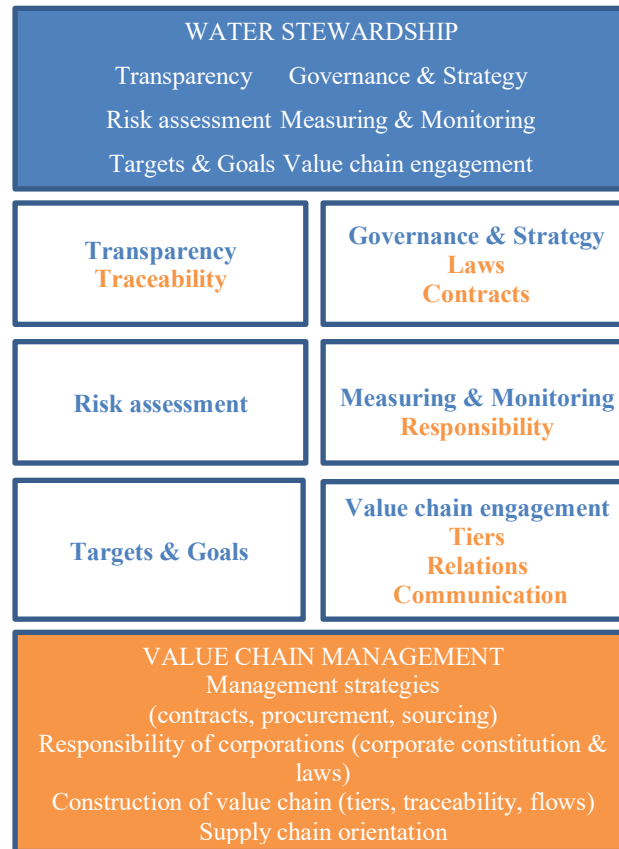 WATER STEWARDSHIP
Transparency Governance & Strategy
Risk assessment Measuring & Monitoring
Targets & Goals Value chain engagement
Transparency
Traceability
Governance & Strategy
Laws
Contracts
Risk assessment
Measuring & Monitoring
Responsibility
Targets & Goals
Value chain engagement
Tiers
Relations
Communication
VALUE CHAIN MANAGEMENT
Management strategies
(contracts, procurement, sourcing)
Responsibility of corporations (corporate constitution &
laws)
Construction of value chain (tiers, traceability, flows)
Supply chain orientation